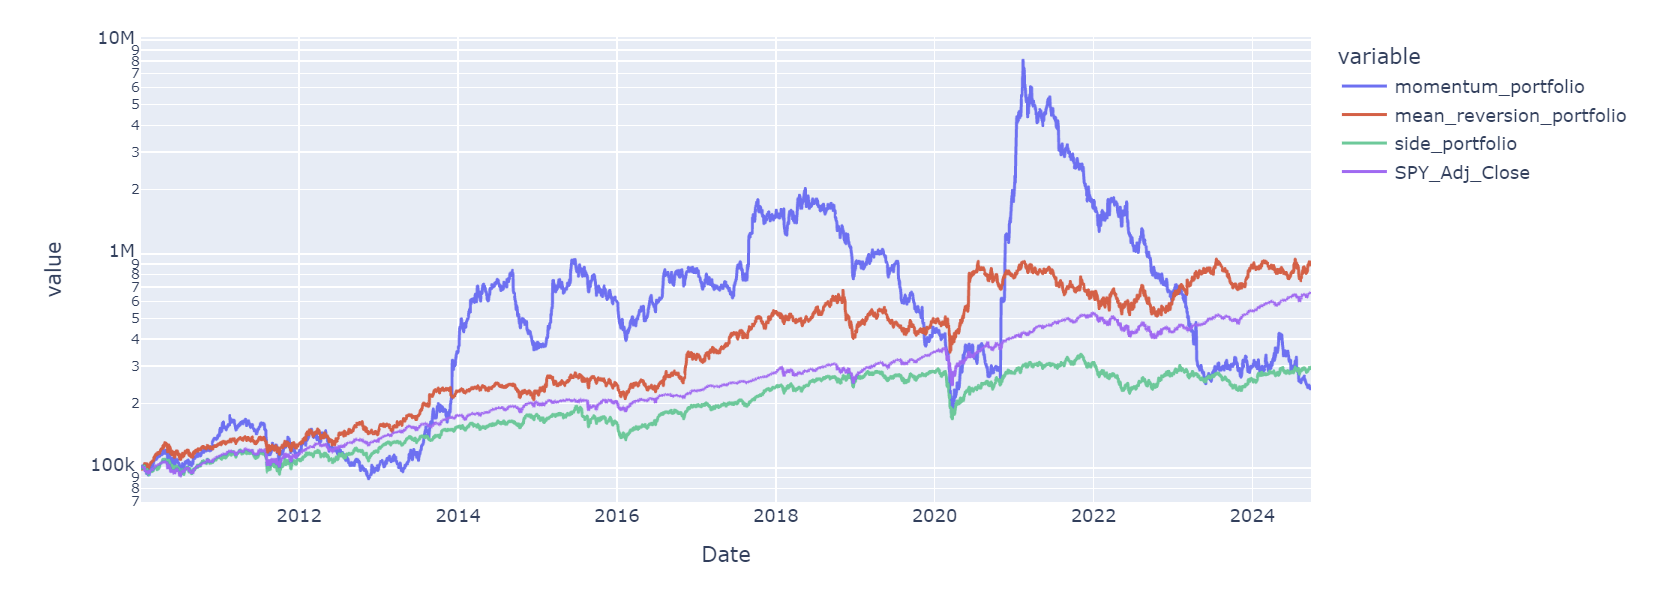 10M
9
8
7
6
5
4
3
2
1M
9
8
7
6
5
4
3
2
100k
9
8
7
value
2012
2014
2016
2018
2020
2022
2024
Date
variable
momentum_portfolio
mean_reversion_portfolio
side_portfolio
SPY_Adj_Close